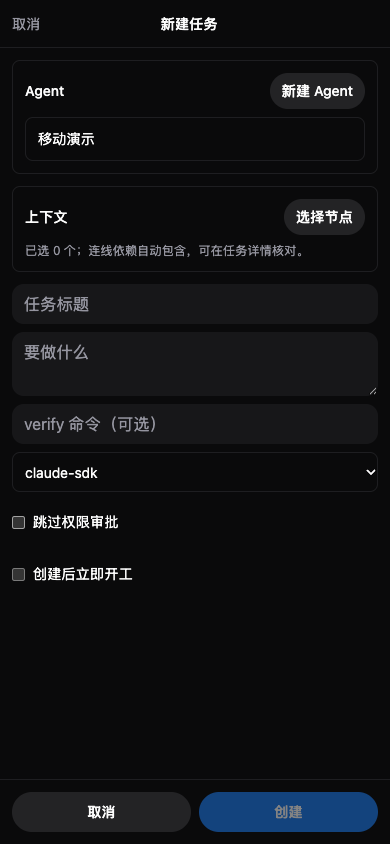 取消
新建任务
Agent
新建 Agent
移动演示
上下文
选择节点
已选 0 个；连线依赖自动包含，可在任务详情核对。
任务标题
要做什么
verify 命令（可选）
claude-sdk
跳过权限审批
创建后立即开工
取消
创建